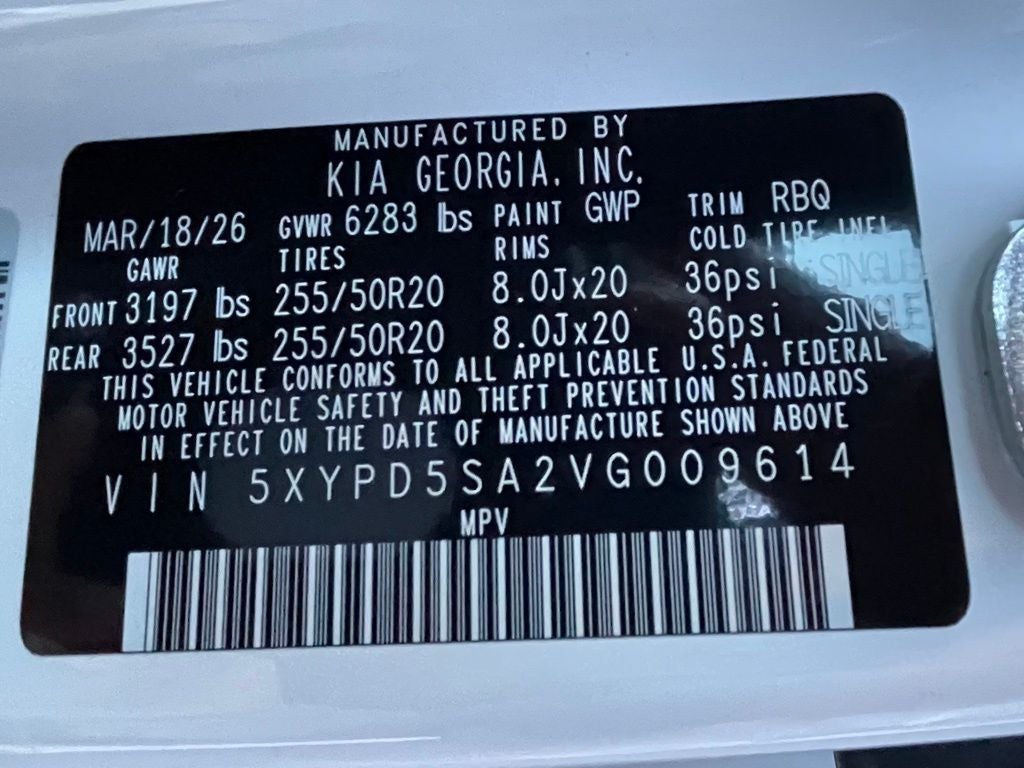 MANUFACTURED BY
KIA GEORGIA, INC.
MAR/18/26 GVWR 6283 lbs PAINT GWP TRIM RBQ
GAWR TIRES RIMS COLD TIRE INFL
FRONT 3197 lbs 255/50R20 8.0Jx20 36psi SINGLE
REAR 3527 lbs 255/50R20 8.0Jx20 36psi SINGLE
THIS VEHICLE CONFORMS TO ALL APPLICABLE U.S.A. FEDERAL
MOTOR VEHICLE SAFETY AND THEFT PREVENTION STANDARDS
IN EFFECT ON THE DATE OF MANUFACTURE SHOWN ABOVE
VIN 5XYPD5SA2VG009614
MPV